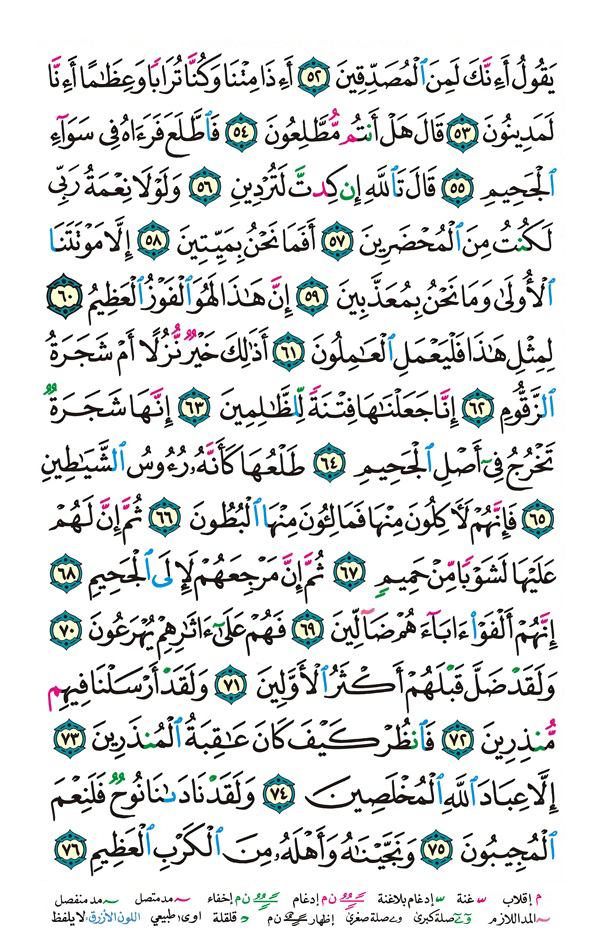 يَقُولُ أَءِنَّكَ لَمِنَ ٱلْمُصَدِّقِينَ ٥٢ أَءِذَا مِتْنَا وَكُنَّا تُرَابًا وَعِظَٰمًا أَءِنَّا
لَمَدِينُونَ ٥٣ قَالَ هَلْ أَنتُم مُّطَّلِعُونَ ٥٤ فَٱطَّلَعَ فَرَءَاهُ فِى سَوَآءِ
ٱلْجَحِيمِ ٥٥ قَالَ تَٱللَّهِ إِن كِدتَّ لَتُرْدِينِ ٥٦ وَلَوْلَا نِعْمَةُ رَبِّى
لَكُنتُ مِنَ ٱلْمُحْضَرِينَ ٥٧ أَفَمَا نَحْنُ بِمَيِّتِينَ ٥٨ إِلَّا مَوْتَتَنَا
ٱلْأُولَىٰ وَمَا نَحْنُ بِمُعَذَّبِينَ ٥٩ إِنَّ هَٰذَا لَهُوَ ٱلْفَوْزُ ٱلْعَظِيمُ ٦٠
لِمِثْلِ هَٰذَا فَلْيَعْمَلِ ٱلْعَٰمِلُونَ ٦١ أَذَٰلِكَ خَيْرٌ نُّزُلًا أَمْ شَجَرَةُ
ٱلزَّقُّومِ ٦٢ إِنَّا جَعَلْنَٰهَا فِتْنَةً لِّلظَّٰلِمِينَ ٦٣ إِنَّهَا شَجَرَةٌ
تَخْرُجُ فِىٓ أَصْلِ ٱلْجَحِيمِ ٦٤ طَلْعُهَا كَأَنَّهُۥ رُءُوسُ ٱلشَّيَٰطِينِ
٦٥ فَإِنَّهُمْ لَءَاكِلُونَ مِنْهَا فَمَالِـُٔونَ مِنْهَا ٱلْبُطُونَ ٦٦ ثُمَّ إِنَّ لَهُمْ
عَلَيْهَا لَشَوْبًا مِّنْ حَمِيمٍ ٦٧ ثُمَّ إِنَّ مَرْجِعَهُمْ لَإِلَى ٱلْجَحِيمِ ٦٨
إِنَّهُمْ أَلْفَوْا۟ ءَابَآءَهُمْ ضَآلِّينَ ٦٩ فَهُمْ عَلَىٰٓ ءَاثَٰرِهِمْ يُهْرَعُونَ ٧٠
وَلَقَدْ ضَلَّ قَبْلَهُمْ أَكْثَرُ ٱلْأَوَّلِينَ ٧١ وَلَقَدْ أَرْسَلْنَا فِيهِم
مُّنذِرِينَ ٧٢ فَٱنظُرْ كَيْفَ كَانَ عَٰقِبَةُ ٱلْمُنذَرِينَ ٧٣
إِلَّا عِبَادَ ٱللَّهِ ٱلْمُخْلَصِينَ ٧٤ وَلَقَدْ نَادَىٰنَا نُوحٌ فَلَنِعْمَ
ٱلْمُجِيبُونَ ٧٥ وَنَجَّيْنَٰهُ وَأَهْلَهُۥ مِنَ ٱلْكَرْبِ ٱلْعَظِيمِ ٧٦
م إقلاب غنة إدغام بلاغنة ن م إدغام ن م إخفاء مد متصل مد منفصل
المد اللازم صلة كبرى صلة صغرى إظهار ن م قلقلة اوى: طبيعي اللون الأزرق: لا يلفظ